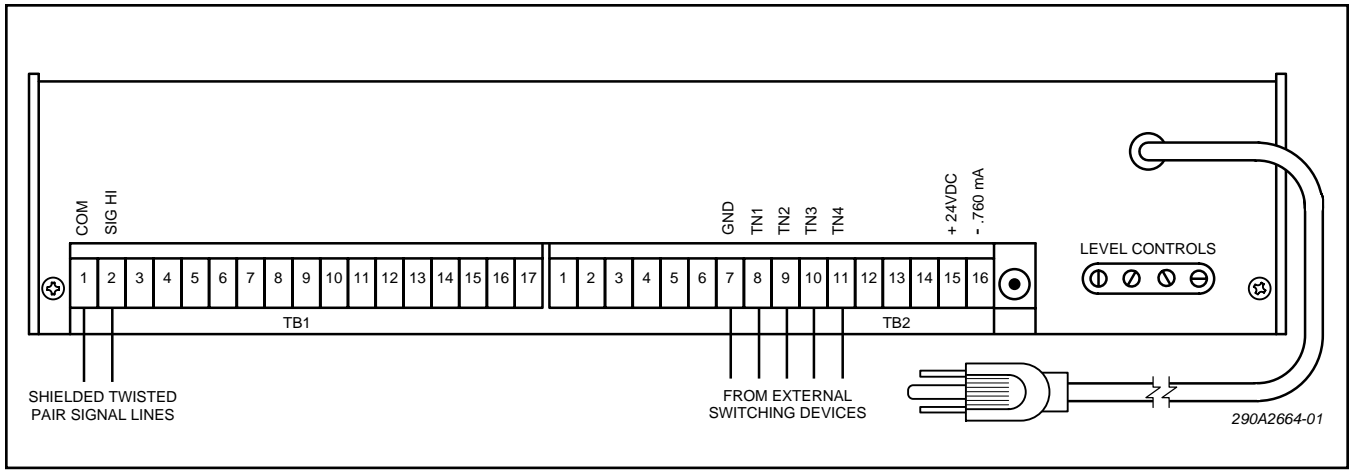 COM
SIG HI
GND
TN1
TN2
TN3
TN4
+ 24VDC
- .760 mA
LEVEL CONTROLS
1 2 3 4 5 6 7 8 9 10 11 12 13 14 15 16 17
1 2 3 4 5 6 7 8 9 10 11 12 13 14 15 16
TB1
TB2
SHIELDED TWISTED
PAIR SIGNAL LINES
FROM EXTERNAL
SWITCHING DEVICES
290A2664-01